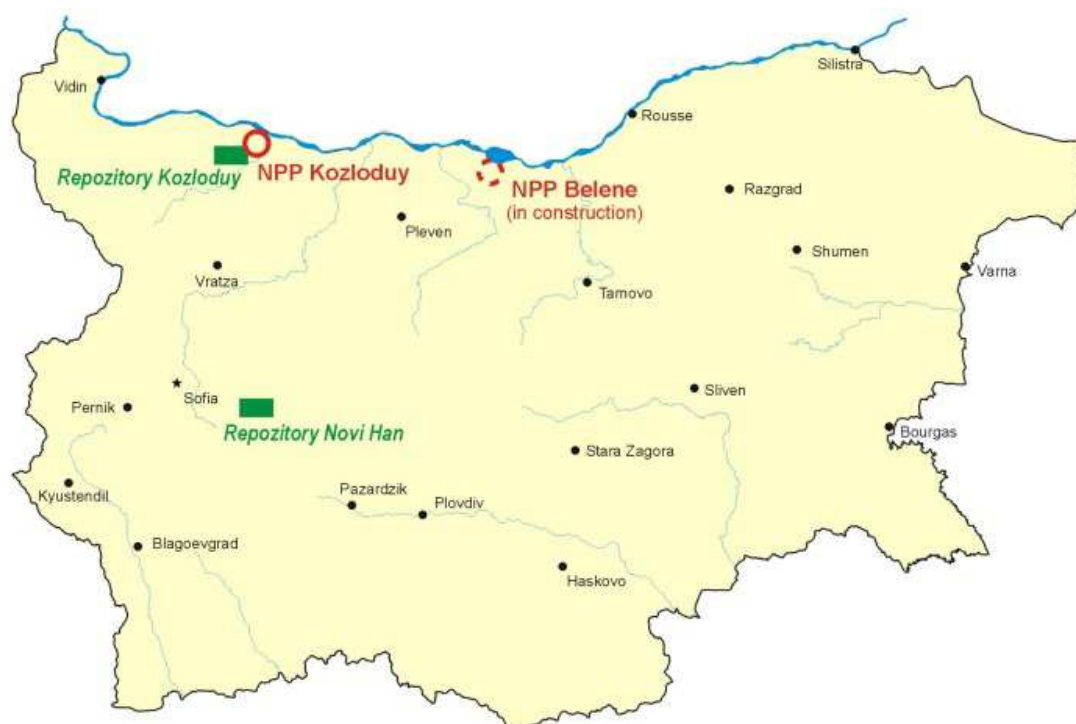 Silistra
Vidin
Rousse
Repozitory Kozloduy
NPP Kozloduy
NPP Belene
(in construction)
Razgrad
Pleven
Shumen
Vratza
Varna
Tarnovo
Sofia
Sliven
Pernik
Repozitory Novi Han
Bourgas
Stara Zagora
Kyustendil
Pazardzik
Plovdiv
Blagoevgrad
Haskovo